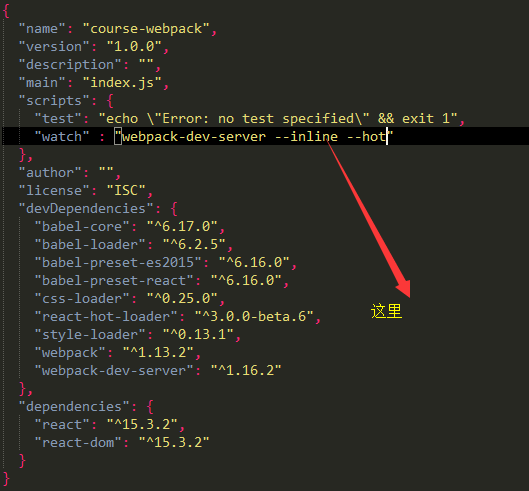 {
  "name": "course-webpack",
  "version": "1.0.0",
  "description": "",
  "main": "index.js",
  "scripts": {
    "test": "echo \"Error: no test specified\" && exit 1",
    "watch" : "webpack-dev-server --inline --hot"
  },
  "author": "",
  "license": "ISC",
  "devDependencies": {
    "babel-core": "^6.17.0",
    "babel-loader": "^6.2.5",
    "babel-preset-es2015": "^6.16.0",
    "babel-preset-react": "^6.16.0",
    "css-loader": "^0.25.0",
    "react-hot-loader": "^3.0.0-beta.6",
    "style-loader": "^0.13.1",
    "webpack": "^1.13.2",
    "webpack-dev-server": "^1.16.2"
  },
  "dependencies": {
    "react": "^15.3.2",
    "react-dom": "^15.3.2"
  }
}
这里